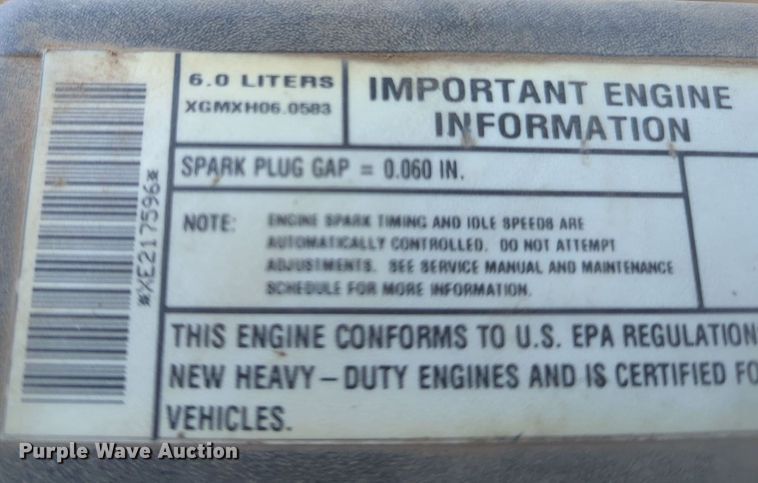 *XE217596*
6.0 LITERS
XGMXH06.0583
IMPORTANT ENGINE
INFORMATION
SPARK PLUG GAP = 0.060 IN.
NOTE: ENGINE SPARK TIMING AND IDLE SPEEDS ARE
AUTOMATICALLY CONTROLLED. DO NOT ATTEMPT
ADJUSTMENTS. SEE SERVICE MANUAL AND MAINTENANCE
SCHEDULE FOR MORE INFORMATION.
THIS ENGINE CONFORMS TO U.S. EPA REGULATION
NEW HEAVY-DUTY ENGINES AND IS CERTIFIED FO
VEHICLES.
Purple Wave Auction